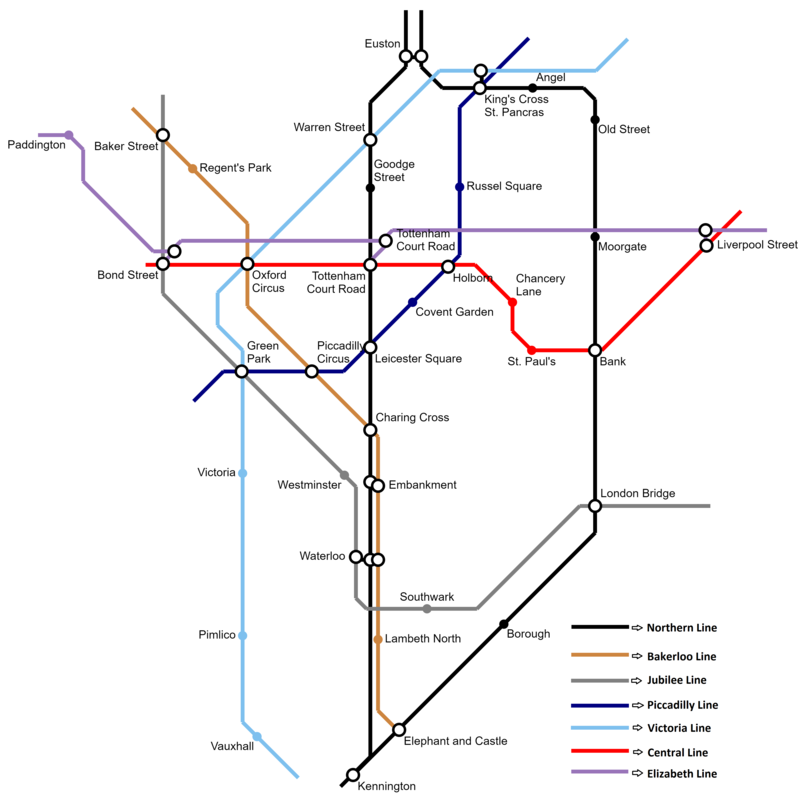 Euston
Angel
King's Cross
St. Pancras
Old Street
Warren Street
Paddington
Baker Street
Regent's Park
Goodge
Street
Russel Square
Tottenham
Court Road
Moorgate
Liverpool Street
Bond Street
Oxford
Circus
Tottenham
Court Road
Holborn
Chancery
Lane
Covent Garden
Green
Park
Piccadilly
Circus
Leicester Square
St. Paul's
Bank
Charing Cross
Victoria
Westminster
Embankment
London Bridge
Waterloo
Southwark
Pimlico
Lambeth North
Borough
Vauxhall
Elephant and Castle
Kennington
⇨ Northern Line
⇨ Bakerloo Line
⇨ Jubilee Line
⇨ Piccadilly Line
⇨ Victoria Line
⇨ Central Line
⇨ Elizabeth Line